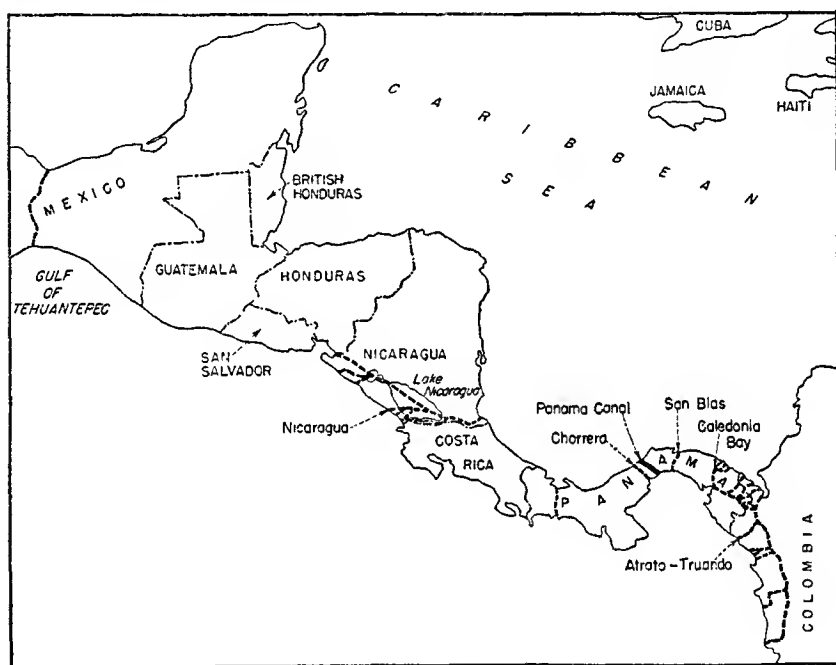 CUBA
JAMAICA
HAITI
CARIBBEAN
SEA
MEXICO
BRITISH
HONDURAS
GUATEMALA
HONDURAS
GULF
OF
TEHUANTEPEC
SAN
SALVADOR
NICARAGUA
Lake
Nicaragua
Nicaragua
COSTA
RICA
Panama Canal
Chorrera
San Blas
Caledonia
Bay
PANAMA
Atrato-Truando
COLOMBIA